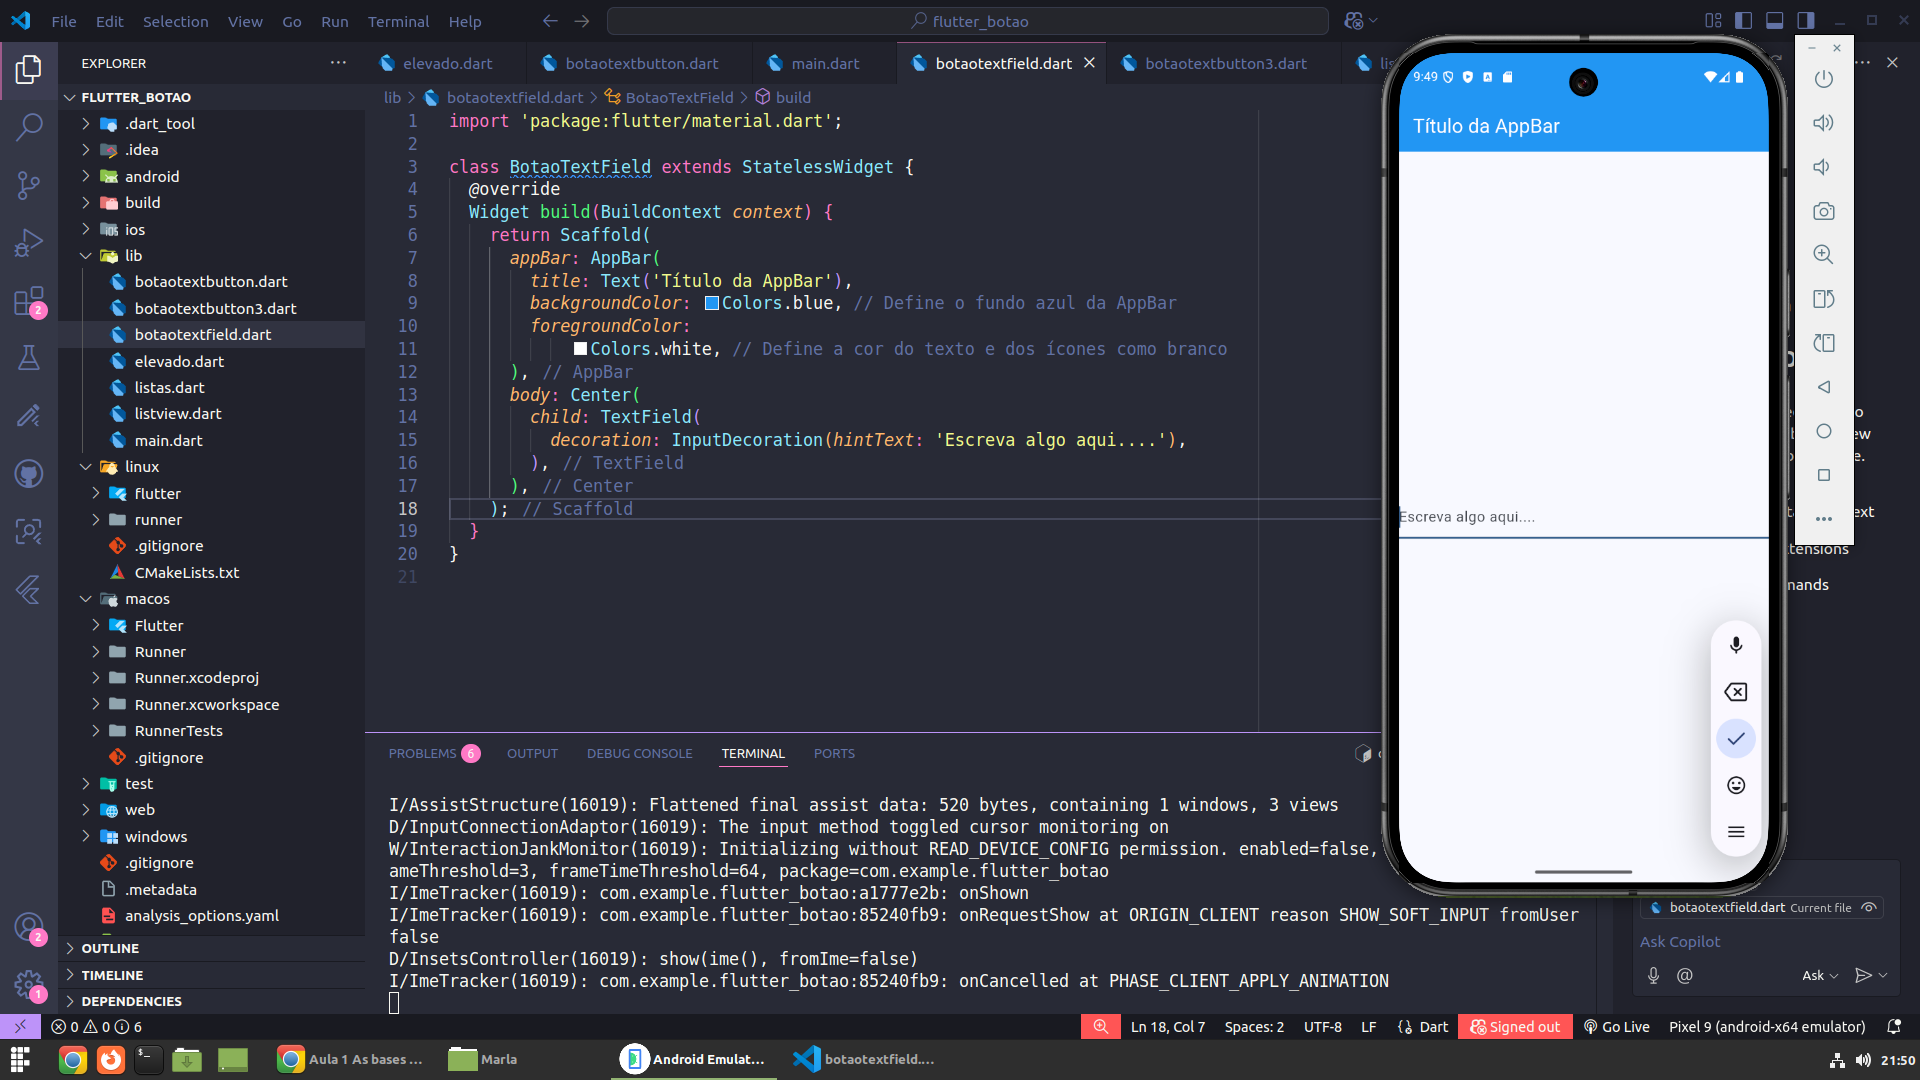 File Edit Selection View Go Run Terminal Help
flutter_botao
EXPLORER
FLUTTER_BOTAO
.dart_tool
.idea
android
build
ios
lib
botaotextbutton.dart
botaotextbutton3.dart
botaotextfield.dart
elevado.dart
listas.dart
listview.dart
main.dart
linux
flutter
runner
.gitignore
CMakeLists.txt
macos
Flutter
Runner
Runner.xcodeproj
Runner.xcworkspace
RunnerTests
.gitignore
test
web
windows
.gitignore
.metadata
analysis_options.yaml
OUTLINE
TIMELINE
DEPENDENCIES
2
2
1
elevado.dart botaotextbutton.dart main.dart botaotextfield.dart botaotextbutton3.dart
lib botaotextfield.dart BotaoTextField build
1 import 'package:flutter/material.dart';
2
3 class BotaoTextField extends StatelessWidget {
4 @override
5 Widget build(BuildContext context) {
6 return Scaffold(
7 appBar: AppBar(
8 title: Text('Título da AppBar'),
9 backgroundColor: Colors.blue, // Define o fundo azul da AppBar
10 foregroundColor:
11 Colors.white, // Define a cor do texto e dos ícones como branco
12 ), // AppBar
13 body: Center(
14 child: TextField(
15 decoration: InputDecoration(hintText: 'Escreva algo aqui....'),
16 ), // TextField
17 ), // Center
18 ); // Scaffold
19 }
20 }
21
PROBLEMS 6 OUTPUT DEBUG CONSOLE TERMINAL PORTS
I/AssistStructure(16019): Flattened final assist data: 520 bytes, containing 1 windows, 3 views
D/InputConnectionAdaptor(16019): The input method toggled cursor monitoring on
W/InteractionJankMonitor(16019): Initializing without READ_DEVICE_CONFIG permission. enabled=false,
ameThreshold=3, frameTimeThreshold=64, package=com.example.flutter_botao
I/ImeTracker(16019): com.example.flutter_botao:a1777e2b: onShown
I/ImeTracker(16019): com.example.flutter_botao:85240fb9: onRequestShow at ORIGIN_CLIENT reason SHOW_SOFT_INPUT fromUser
false
D/InsetsController(16019): show(ime(), fromIme=false)
I/ImeTracker(16019): com.example.flutter_botao:85240fb9: onCancelled at PHASE_CLIENT_APPLY_ANIMATION
9:49
Título da AppBar
Escreva algo aqui....
botaotextfield.dart Current file
Ask Copilot
@ Ask
0 0 6
Ln 18, Col 7 Spaces: 2 UTF-8 LF {} Dart Signed out Go Live Pixel 9 (android-x64 emulator)
Aula 1 As bases ... Marla Android Emulat... botaotextfield.... 21:50